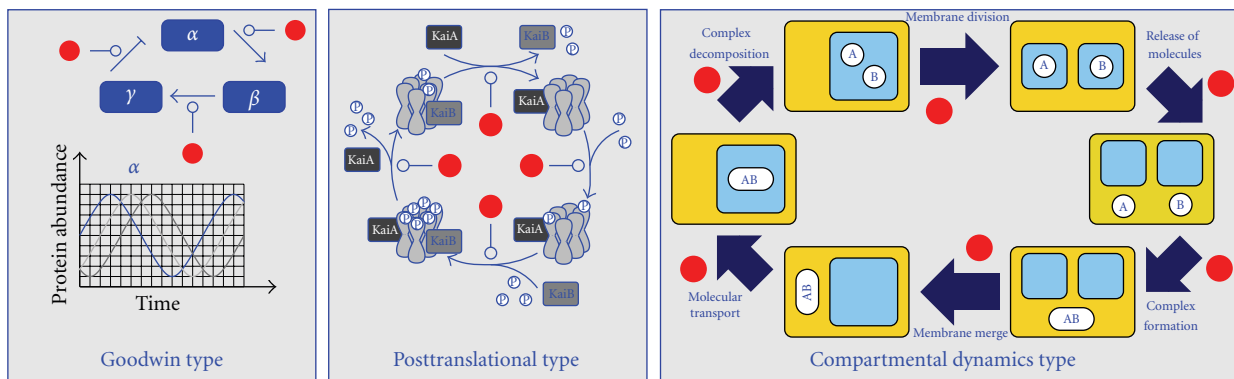 α
γ
β
α
Protein abundance
Time
Goodwin type
KaiA
KaiB
P
P
P
P
P
P
KaiB
KaiA
P
P
P
P
P
KaiA
P
P
P
P
P
P
P
KaiA
KaiB
KaiA
P
P
P
P
P
KaiB
Posttranslational type
Complex
decomposition
Membrane division
Release of
molecules
A
B
A
B
AB
A
B
AB
AB
Molecular
transport
Membrane merge
Complex
formation
Compartmental dynamics type